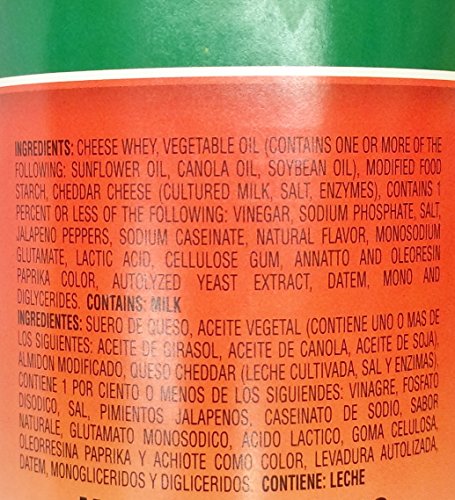 INGREDIENTS: CHEESE WHEY, VEGETABLE OIL (CONTAINS ONE OR MORE OF THE
FOLLOWING: SUNFLOWER OIL, CANOLA OIL, SOYBEAN OIL), MODIFIED FOOD
STARCH, CHEDDAR CHEESE (CULTURED MILK, SALT, ENZYMES), CONTAINS 1
PERCENT OR LESS OF THE FOLLOWING: VINEGAR, SODIUM PHOSPHATE, SALT,
JALAPENO PEPPERS, SODIUM CASEINATE, NATURAL FLAVOR, MONOSODIUM
GLUTAMATE, LACTIC ACID, CELLULOSE GUM, ANNATTO AND OLEORESIN
PAPRIKA COLOR, AUTOLYZED YEAST EXTRACT, DATEM, MONO AND
DIGLYCERIDES. CONTAINS: MILK
INGREDIENTES: SUERO DE QUESO, ACEITE VEGETAL (CONTIENE UNO O MAS DE
LOS SIGUIENTES: ACEITE DE GIRASOL, ACEITE DE CANOLA, ACEITE DE SOJA),
ALMIDON MODIFICADO, QUESO CHEDDAR (LECHE CULTIVADA, SAL Y ENZIMAS).
CONTIENE 1 POR CIENTO O MENOS DE LOS SIGUIENDES: VINAGRE, FOSFATO
DISODICO, SAL, PIMIENTOS JALAPENOS, CASEINATO DE SODIO, SABOR
NATURALE, GLUTAMATO MONOSODICO, ACIDO LACTICO, GOMA CELULOSA,
OLEORRESINA PAPRIKA Y ACHIOTE COMO COLOR, LEVADURA AUTOLIZADA,
DATEM, MONOGLICERIDOS Y DIGLICERIDOS. CONTIENE: LECHE